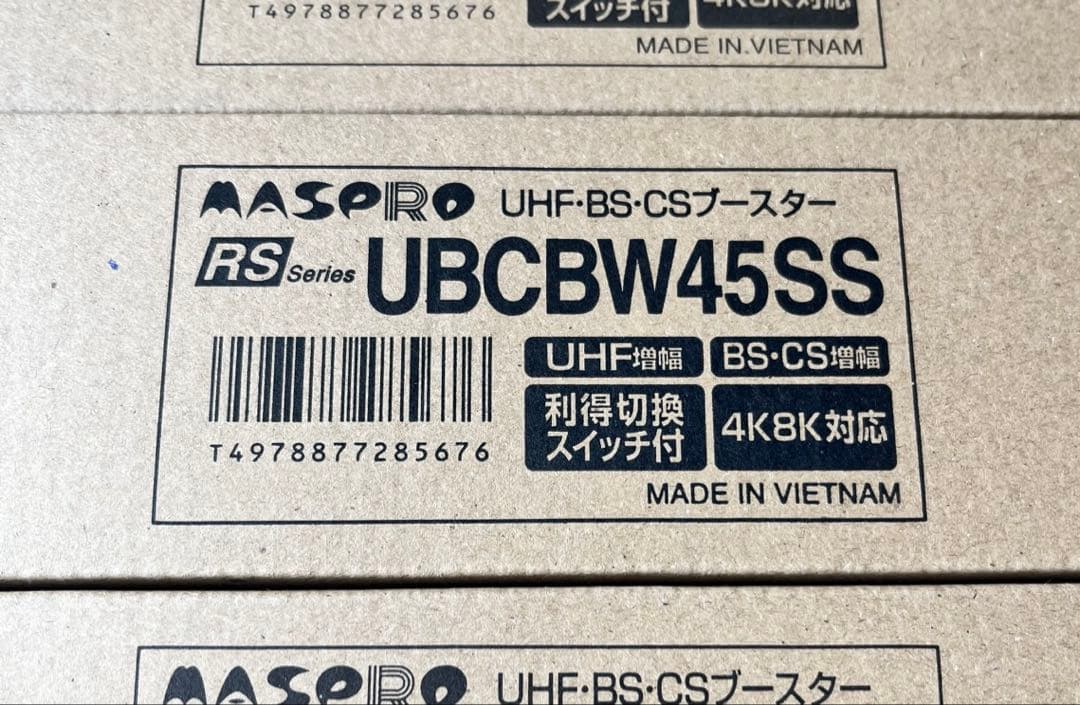 T4978877285676
スイッチ付
4K8K対応
MADE IN VIETNAM
MASPRO UHF・BS・CSブースター
RS Series UBCBW45SS
UHF増幅 BS・CS増幅
利得切換
スイッチ付
4K8K対応
T4978877285676
MADE IN VIETNAM
MASPRO UHF・BS・CSブースター